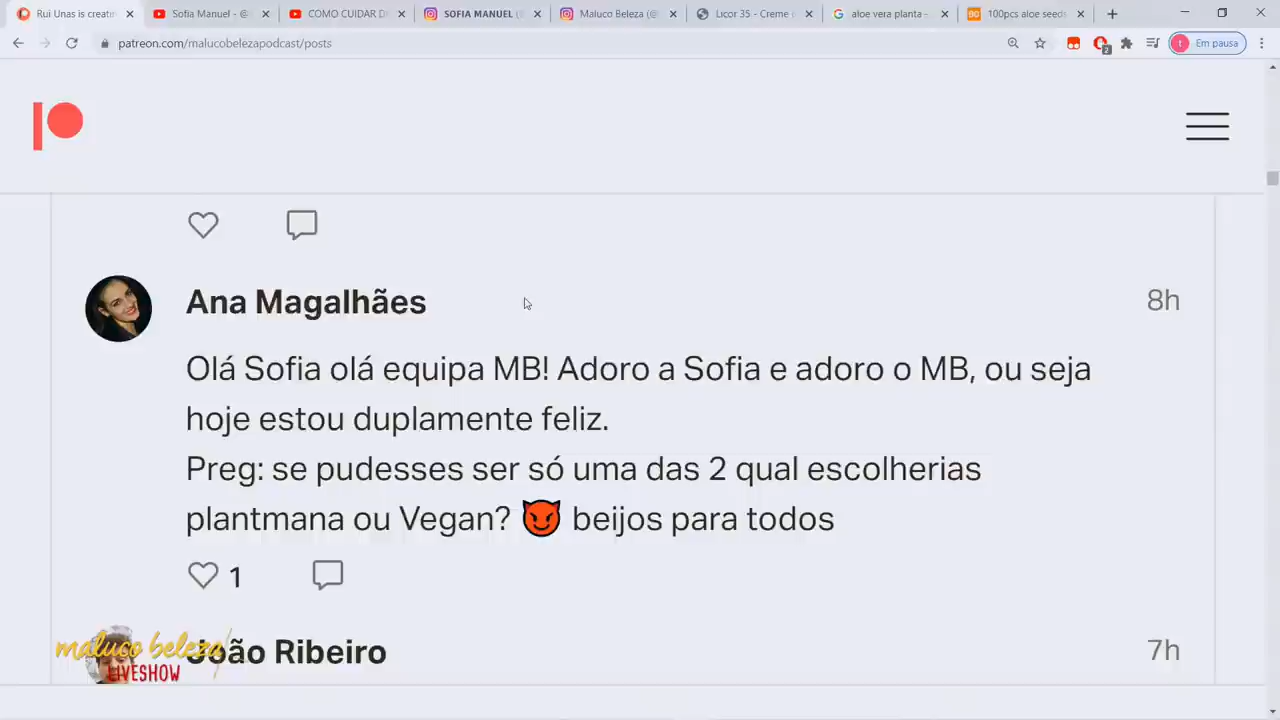 Rui Unas is creatin
Sofia Manuel - @
COMO CUIDAR D
SOFIA MANUEL (
Maluco Beleza (@
Licor 35 - Creme
aloe vera planta -
100pcs aloe seeds
patreon.com/malucobelezapodcast/posts
2
t
Em pausa
Ana Magalhães
8h
Olá Sofia olá equipa MB! Adoro a Sofia e adoro o MB, ou seja
hoje estou duplamente feliz.
Preg: se pudesses ser só uma das 2 qual escolherias
plantmana ou Vegan? 😈 beijos para todos
1
João Ribeiro
7h
maluco beleza
LIVESHOW